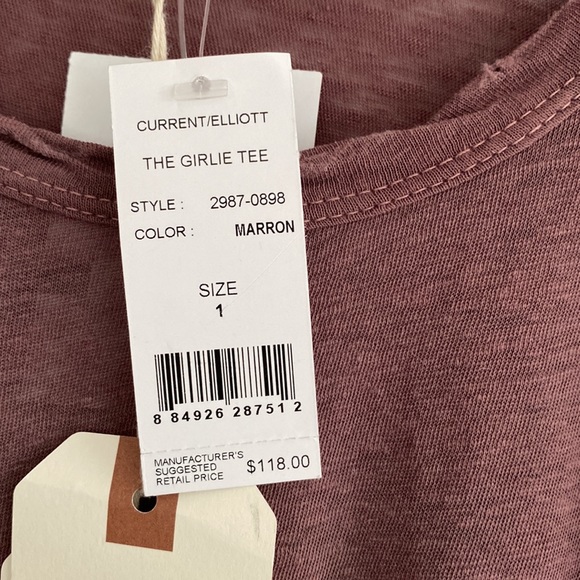 CURRENT/ELLIOTT
THE GIRLIE TEE
STYLE : 2987-0898
COLOR : MARRON
SIZE
1
8 84926 28751 2
MANUFACTURER'S
SUGGESTED
RETAIL PRICE $118.00